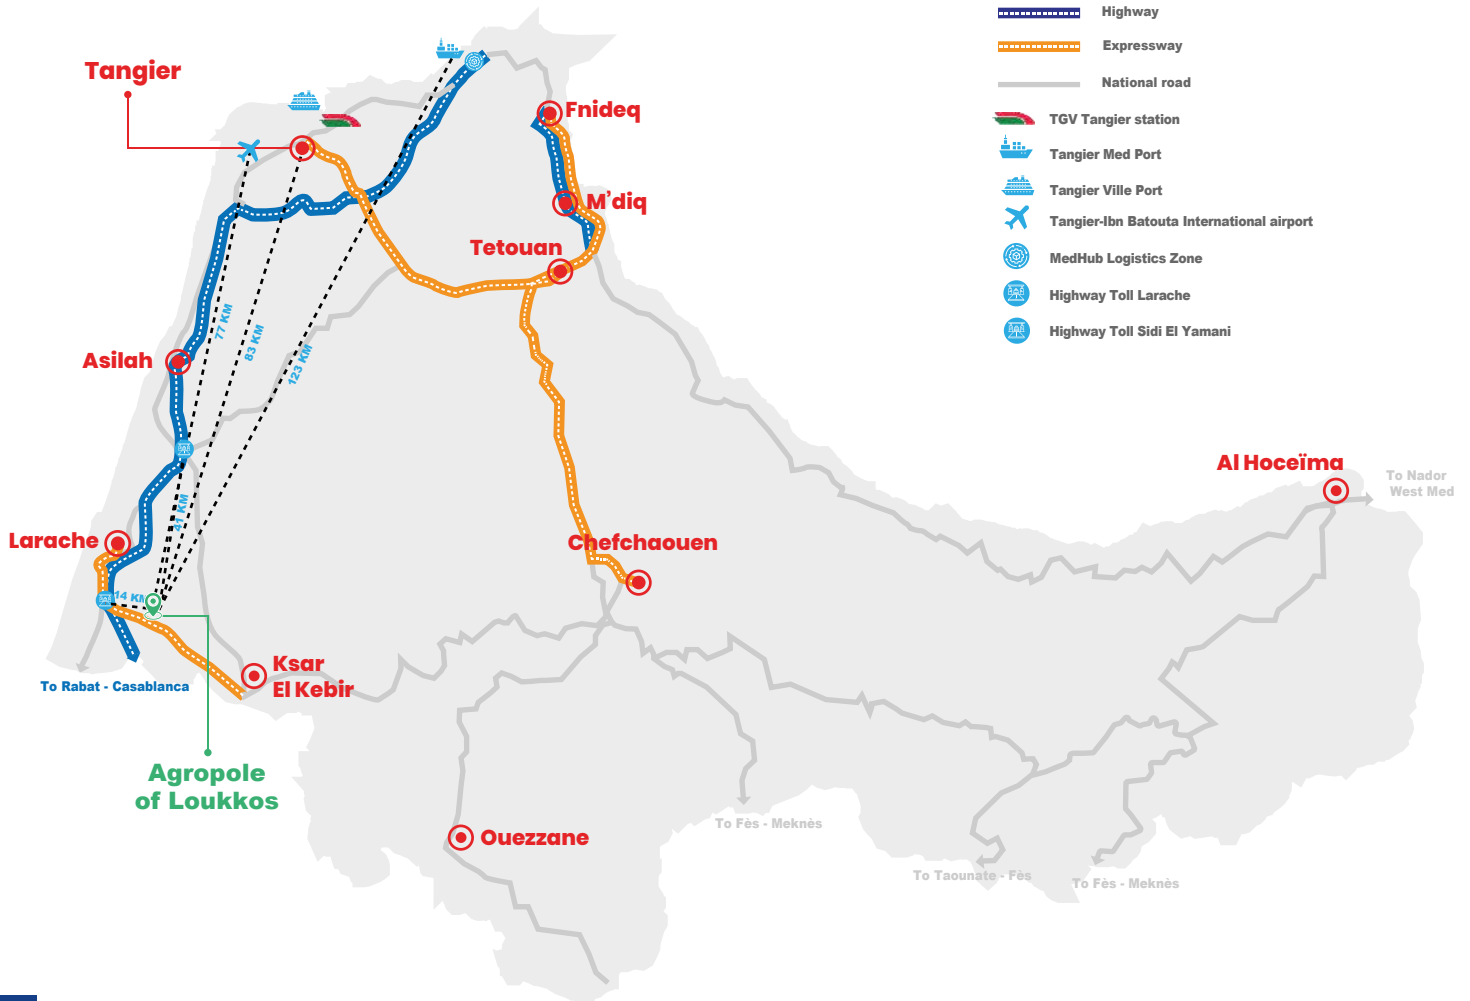 Highway
Expressway
National road
TGV Tangier station
Tangier Med Port
Tangier Ville Port
Tangier-Ibn Batouta International airport
MedHub Logistics Zone
Highway Toll Larache
Highway Toll Sidi El Yamani
Tangier
Fnideq
M’diq
Tetouan
77 KM
83 KM
123 KM
Asilah
Al Hoceïma
To Nador
West Med
41 KM
Larache
Chefchaouen
14 KM
Ksar
El Kebir
To Rabat - Casablanca
Agropole
of Loukkos
Ouezzane
To Fès - Meknès
To Taounate - Fès
To Fès - Meknès